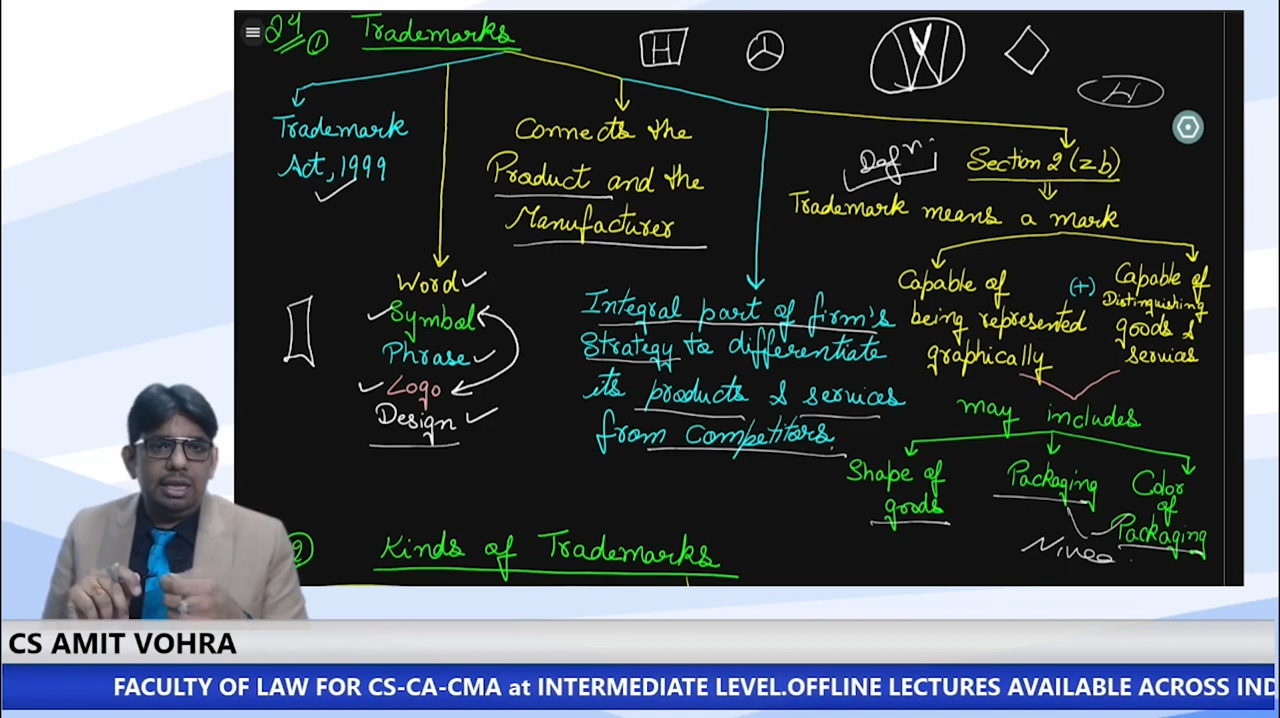 24
①
Trademarks
H
Trademark
Act, 1999
Connects the
Product and the
Manufacturer
Defn:
Section 2 (zb)
Trademark means a mark
Word
Symbol
Phrase
Logo
Design
Integral part of firm's
Strategy to differentiate
its products & services
from competitors.
Capable of
being represented
graphically
(+)
Capable of
Distinguishing
goods &
services
may includes
Shape of
goods
Packaging
Color
of
Packaging
Nivea
②
Kinds of Trademarks
CS AMIT VOHRA
FACULTY OF LAW FOR CS-CA-CMA at INTERMEDIATE LEVEL.OFFLINE LECTURES AVAILABLE ACROSS IND